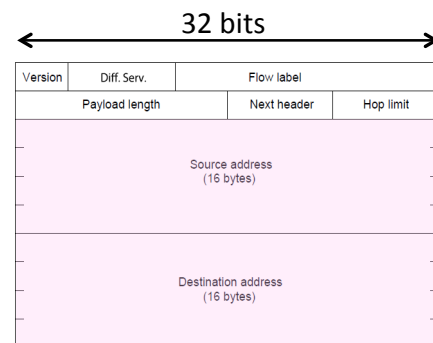 32 bits
Version Diff. Serv. Flow label
Payload length Next header Hop limit
Source address
(16 bytes)
Destination address
(16 bytes)